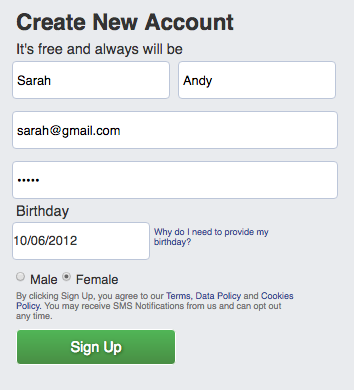 Create New Account
It's free and always will be
Sarah Andy
sarah@gmail.com
•••••
Birthday
10/06/2012 Why do I need to provide my
birthday?
Male Female
By clicking Sign Up, you agree to our Terms, Data Policy and Cookies
Policy. You may receive SMS Notifications from us and can opt out
any time.
Sign Up